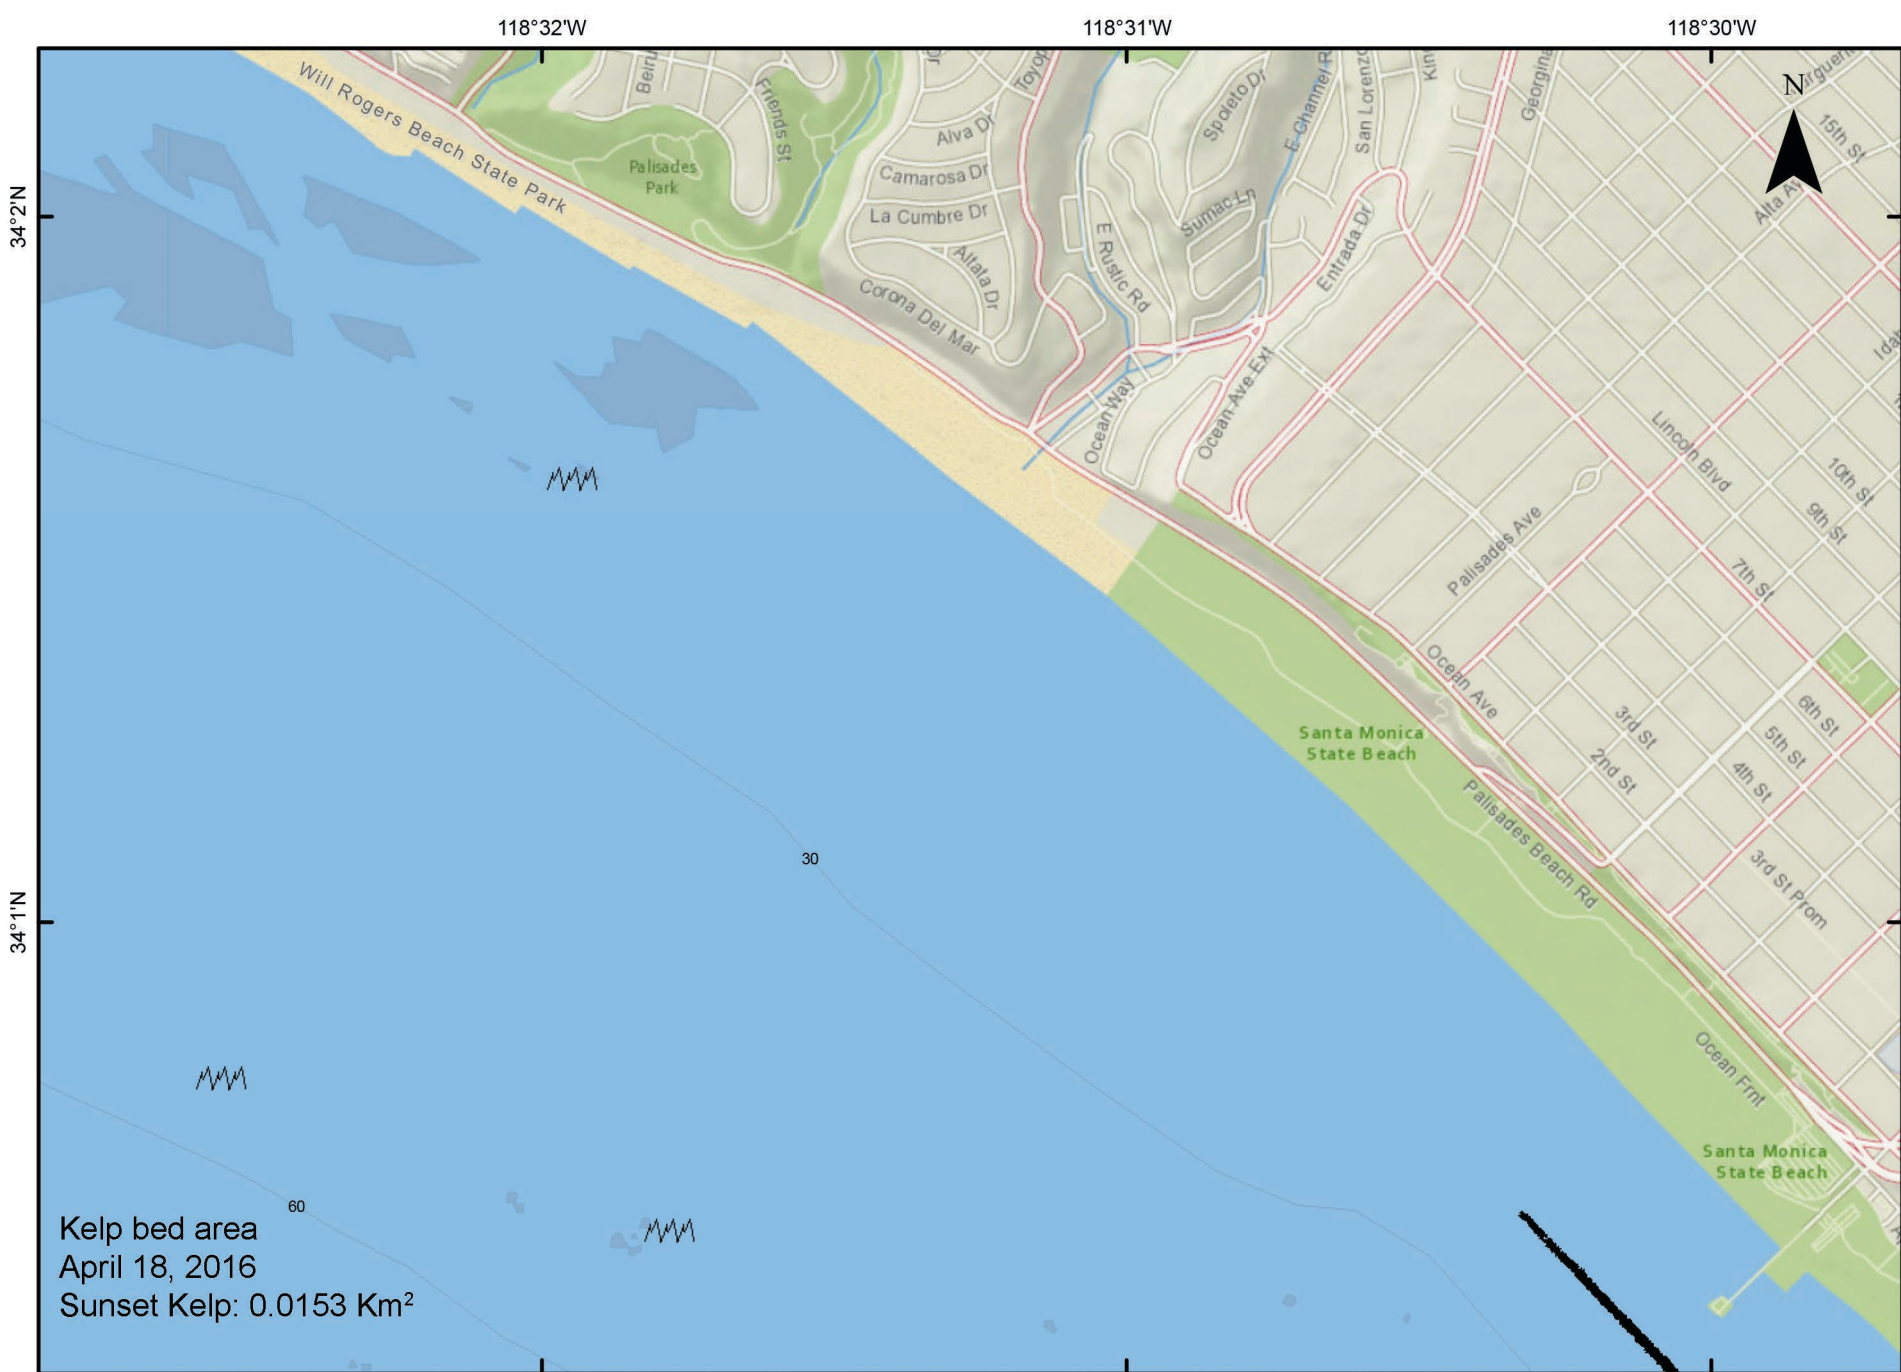 118°32'W
118°31'W
118°30'W
34°2'N
34°1'N
N
Will Rogers Beach State Park
Palisades
Park
Friends St
Alva Dr
Camarosa Dr
La Cumbre Dr
Altata Dr
Corona Del Mar
Spoleto Dr
Sumac Ln
E Rustic Rd
E Channel R
San Lorenzo
Georgina
Entrada Dr
Ocean Way
Ocean Ave Ext
15th St
Alta Av
Lincoln Blvd
10th St
9th St
7th St
Palisades Ave
Ocean Ave
6th St
5th St
4th St
3rd St
2nd St
Santa Monica
State Beach
Palisades Beach Rd
3rd St Prom
Ocean Frnt
Santa Monica
State Beach
30
60
Kelp bed area
April 18, 2016
Sunset Kelp: 0.0153 Km²